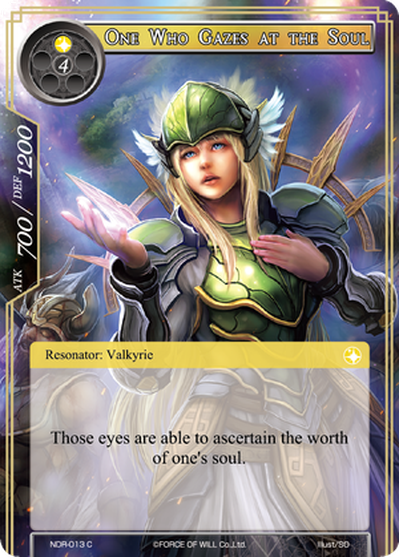 One Who Gazes at the Soul
4
ATK 700 / DEF 1200
Resonator: Valkyrie
Those eyes are able to ascertain the worth
of one's soul.
NDR-013 C
©FORCE OF WILL Co.,Ltd.
Illust/SO